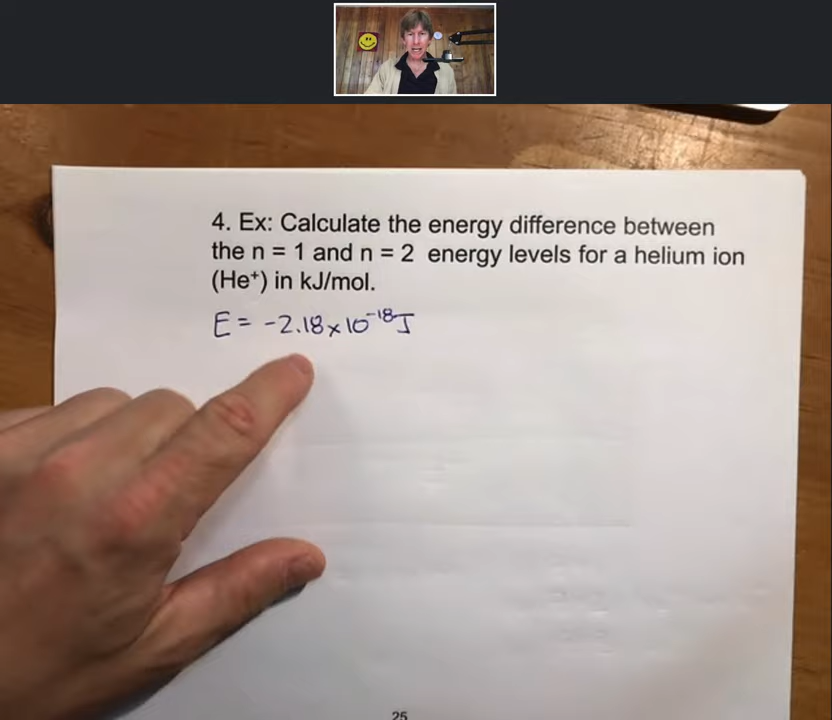 4. Ex: Calculate the energy difference between
the n = 1 and n = 2 energy levels for a helium ion
(He⁺) in kJ/mol.
E = -2.18 x 10⁻¹⁸J
25